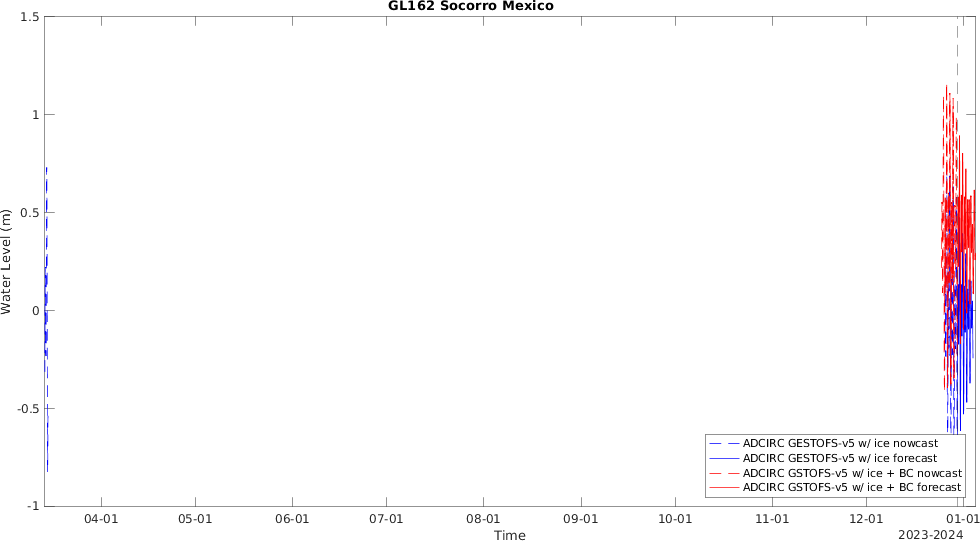 GL162 Socorro Mexico
1.5
1
0.5
0
-0.5
-1
Water Level (m)
04-01 05-01 06-01 07-01 08-01 09-01 10-01 11-01 12-01 01-01
Time
2023-2024
ADCIRC GESTOFS-v5 w/ ice nowcast
ADCIRC GESTOFS-v5 w/ ice forecast
ADCIRC GSTOFS-v5 w/ ice + BC nowcast
ADCIRC GSTOFS-v5 w/ ice + BC forecast